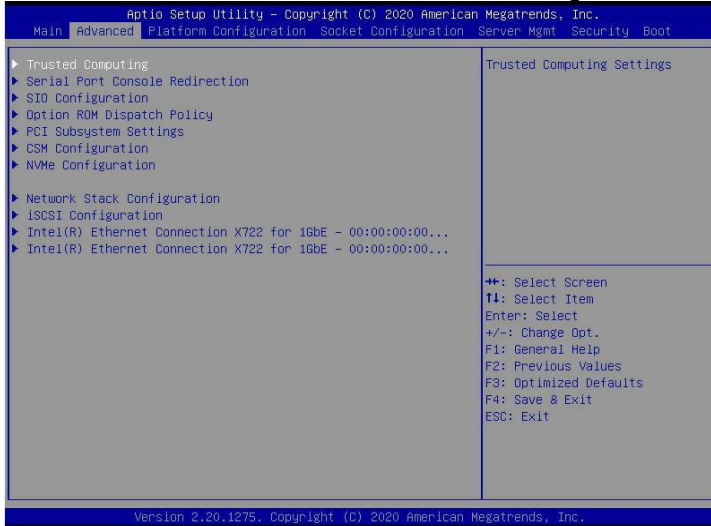 Aptio Setup Utility – Copyright (C) 2020 American Megatrends, Inc.
Main Advanced Platform Configuration Socket Configuration Server Mgmt Security Boot
Trusted Computing
Serial Port Console Redirection
SIO Configuration
Option ROM Dispatch Policy
PCI Subsystem Settings
CSM Configuration
NVMe Configuration
Network Stack Configuration
iSCSI Configuration
Intel(R) Ethernet Connection X722 for 1GbE – 00:00:00:00...
Intel(R) Ethernet Connection X722 for 1GbE – 00:00:00:00...
Trusted Computing Settings
→←: Select Screen
↑↓: Select Item
Enter: Select
+/-: Change Opt.
F1: General Help
F2: Previous Values
F3: Optimized Defaults
F4: Save & Exit
ESC: Exit
Version 2.20.1275. Copyright (C) 2020 American Megatrends, Inc.